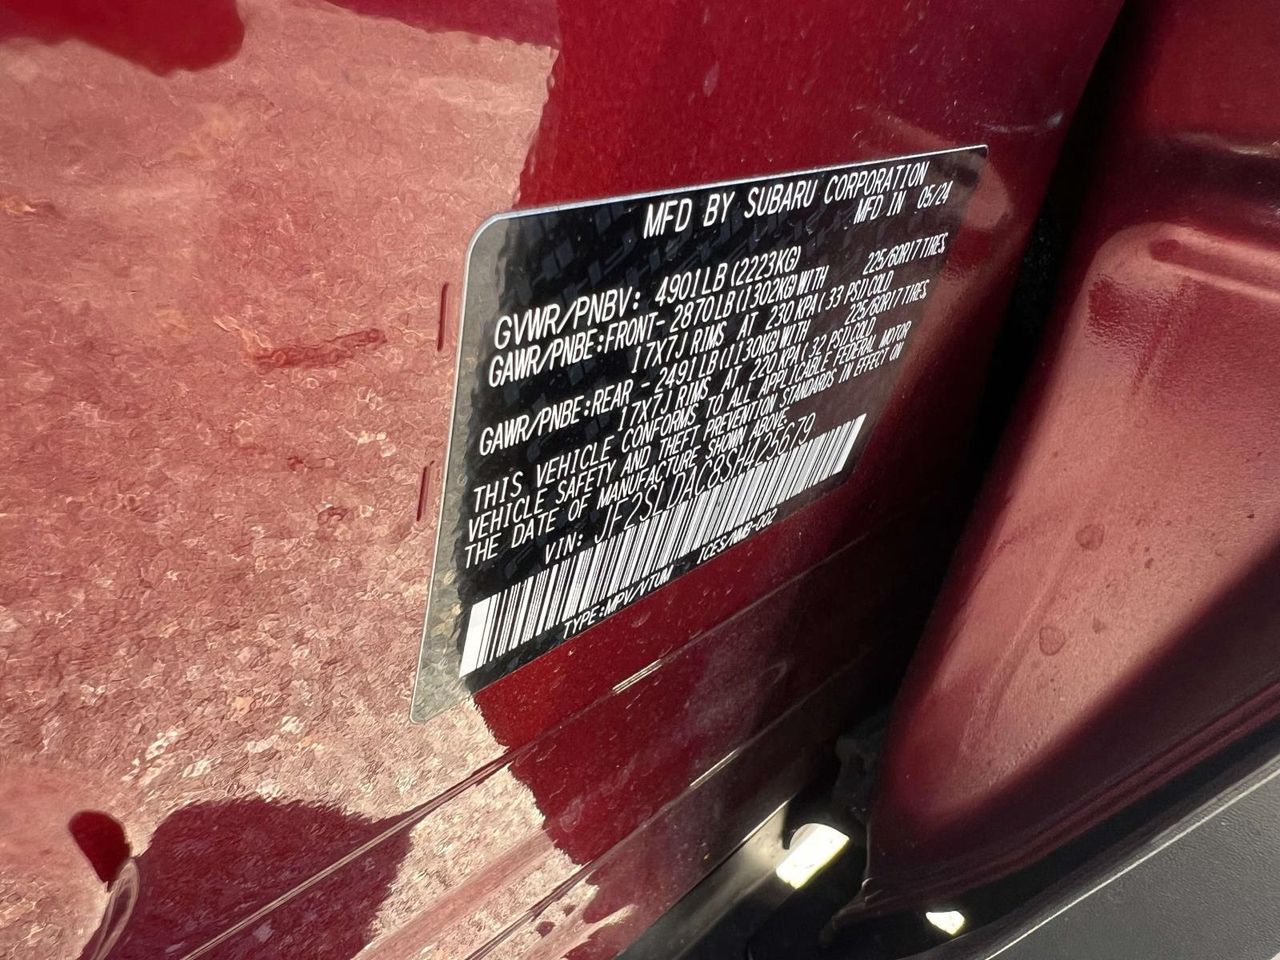 MFD BY SUBARU CORPORATION
MFD IN 05/24
GVWR/PNBV: 4901LB(2223KG)
GAWR/PNBE:FRONT- 2870LB(1302KG)WITH 225/60R17 TIRES
17X7J RIMS AT 230 KPA( 33 PSI)COLD
GAWR/PNBE:REAR - 2491LB(1130KG)WITH 225/60R17 TIRES
17X7J RIMS AT 220 KPA( 32 PSI)COLD
THIS VEHICLE CONFORMS TO ALL APPLICABLE FEDERAL MOTOR
VEHICLE SAFETY AND THEFT PREVENTION STANDARDS IN EFFECT ON
THE DATE OF MANUFACTURE SHOWN ABOVE.
VIN: JF2SLDAC8SH425679
TYPE:MPV/VTUM ICES/NMB-002